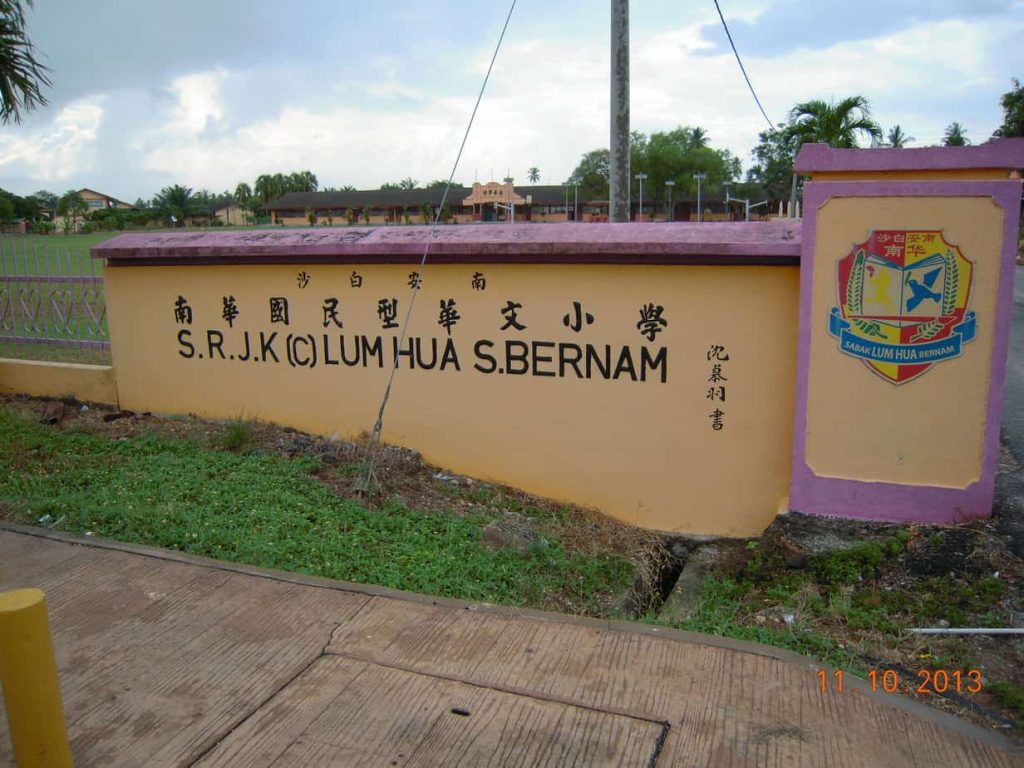 沙白安南
南華國民型華文小學
S.R.J.K (C) LUM HUA S.BERNAM
沈慕羽書
沙白 安南
南 华
SABAK LUM HUA BERNAM
11.10.2013